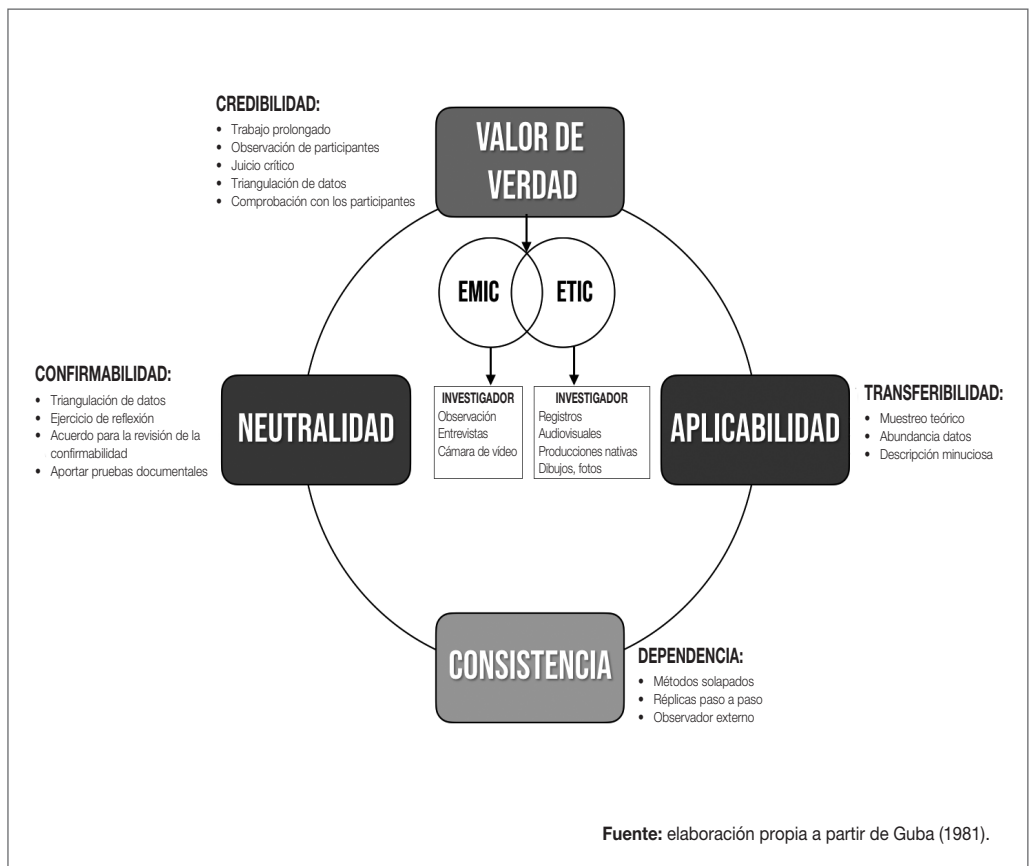 CREDIBILIDAD:
• Trabajo prolongado
• Observación de participantes
• Juicio crítico
• Triangulación de datos
• Comprobación con los participantes
VALOR DE
VERDAD
EMIC
ETIC
INVESTIGADOR
Observación
Entrevistas
Cámara de vídeo
INVESTIGADOR
Registros
Audiovisuales
Producciones nativas
Dibujos, fotos
CONFIRMABILIDAD:
• Triangulación de datos
• Ejercicio de reflexión
• Acuerdo para la revisión de la
confirmabilidad
• Aportar pruebas documentales
NEUTRALIDAD
APLICABILIDAD
TRANSFERIBILIDAD:
• Muestreo teórico
• Abundancia datos
• Descripción minuciosa
CONSISTENCIA
DEPENDENCIA:
• Métodos solapados
• Réplicas paso a paso
• Observador externo
Fuente: elaboración propia a partir de Guba (1981).